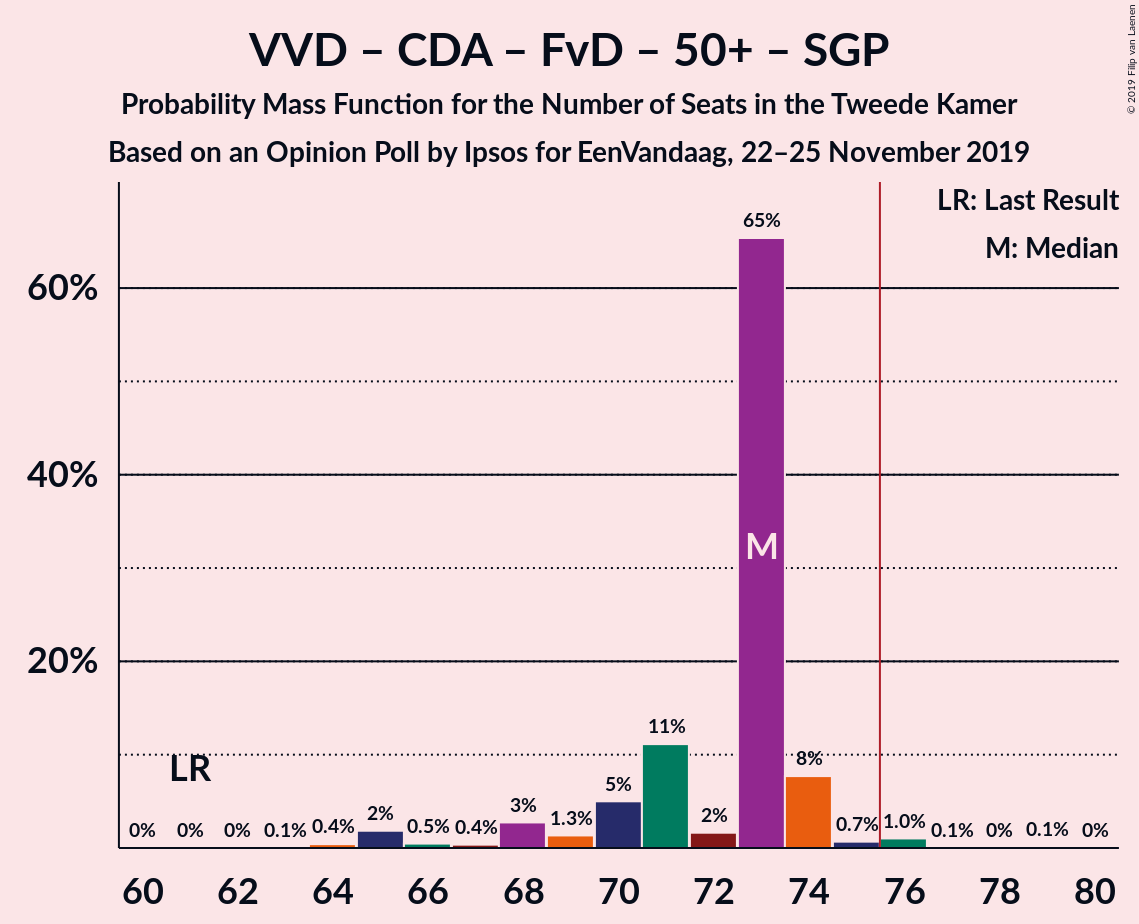 VVD – CDA – FvD – 50+ – SGP
Probability Mass Function for the Number of Seats in the Tweede Kamer
Based on an Opinion Poll by Ipsos for EenVandaag, 22–25 November 2019
© 2019 Filip van Laenen
LR: Last Result
M: Median
60%
40%
20%
LR
M
0% 0% 0% 0.1% 0.4% 2% 0.5% 0.4% 3% 1.3% 5% 11% 2% 65% 8% 0.7% 1.0% 0.1% 0% 0.1% 0%
60 62 64 66 68 70 72 74 76 78 80